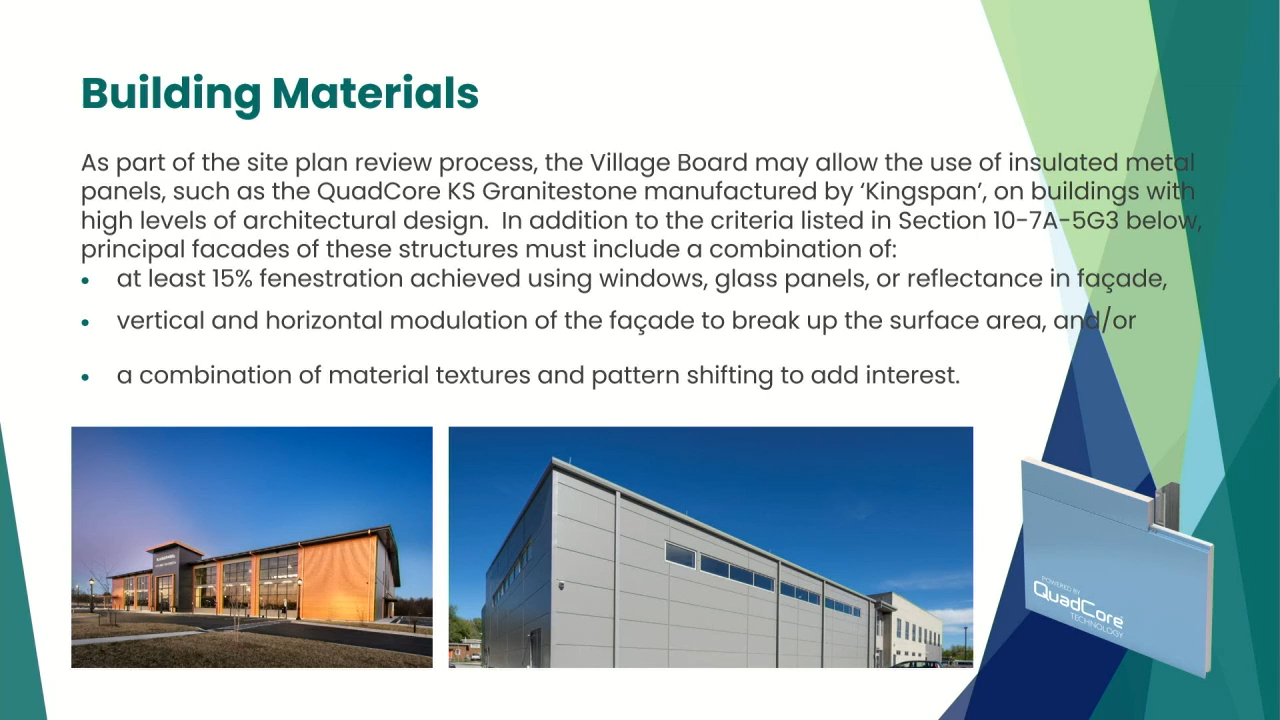 Building Materials
As part of the site plan review process, the Village Board may allow the use of insulated metal
panels, such as the QuadCore KS Granitestone manufactured by ‘Kingspan’, on buildings with
high levels of architectural design.  In addition to the criteria listed in Section 10-7A-5G3 below,
principal facades of these structures must include a combination of:
• at least 15% fenestration achieved using windows, glass panels, or reflectance in façade,
• vertical and horizontal modulation of the façade to break up the surface area, and/or
• a combination of material textures and pattern shifting to add interest.
POWERED BY
QuadCore
TECHNOLOGY